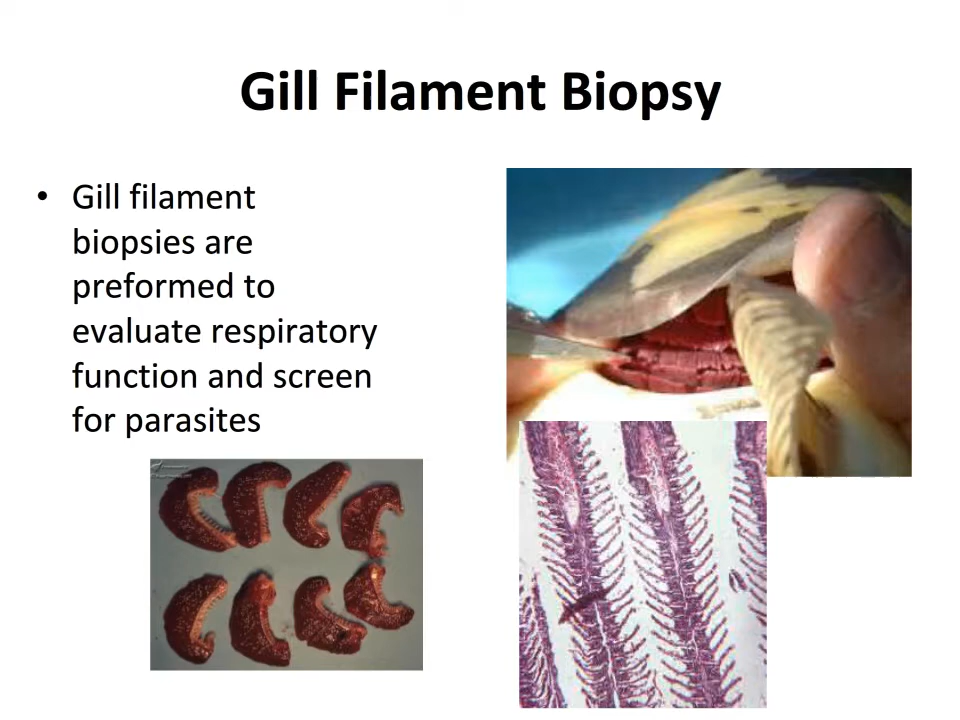 Gill Filament Biopsy
• Gill filament
biopsies are
preformed to
evaluate respiratory
function and screen
for parasites